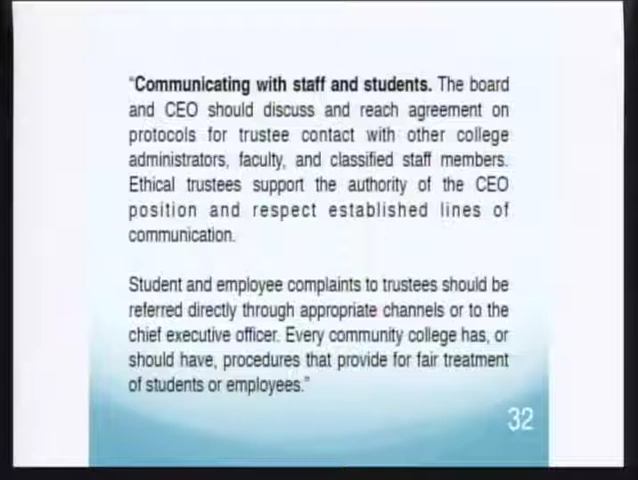 “Communicating with staff and students. The board
and CEO should discuss and reach agreement on
protocols for trustee contact with other college
administrators, faculty, and classified staff members.
Ethical trustees support the authority of the CEO
position and respect established lines of
communication.
Student and employee complaints to trustees should be
referred directly through appropriate channels or to the
chief executive officer. Every community college has, or
should have, procedures that provide for fair treatment
of students or employees.”
32